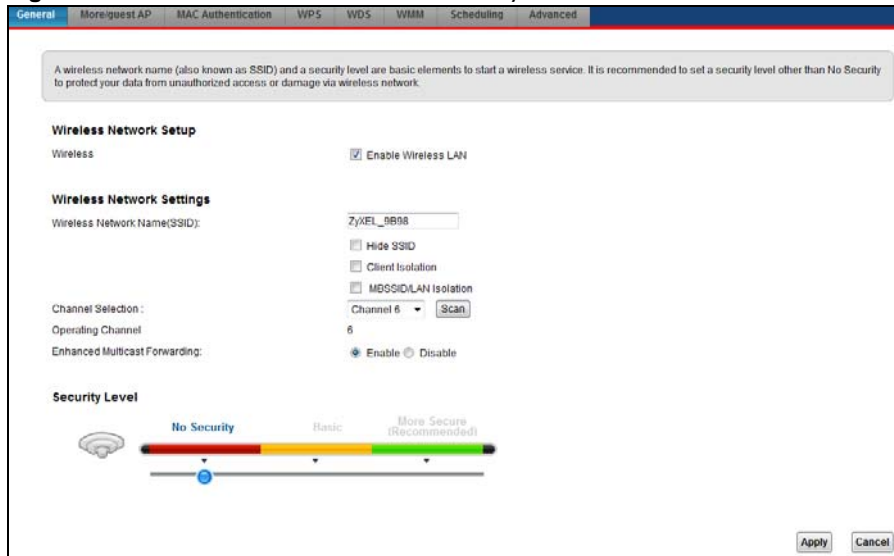 General More/guest AP MAC Authentication WPS WDS WMM Scheduling Advanced
A wireless network name (also known as SSID) and a security level are basic elements to start a wireless service. It is recommended to set a security level other than No Security
to protect your data from unauthorized access or damage via wireless network.
Wireless Network Setup
Wireless Enable Wireless LAN
Wireless Network Settings
Wireless Network Name(SSID): ZyXEL_9B98
Hide SSID
Client Isolation
MBSSID/LAN Isolation
Channel Selection : Channel 6 Scan
Operating Channel 6
Enhanced Multicast Forwarding: Enable Disable
Security Level
No Security Basic More Secure
(Recommended)
Apply Cancel